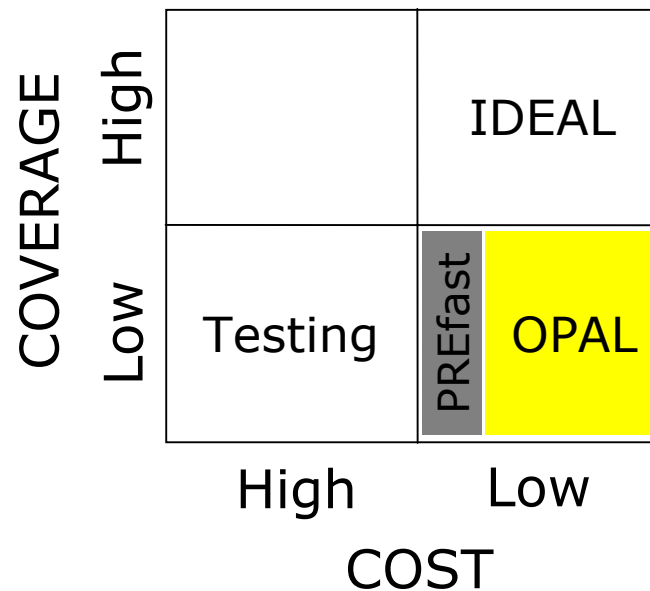 COVERAGE
High
IDEAL
Low
Testing
PREfast
OPAL
High
Low
COST